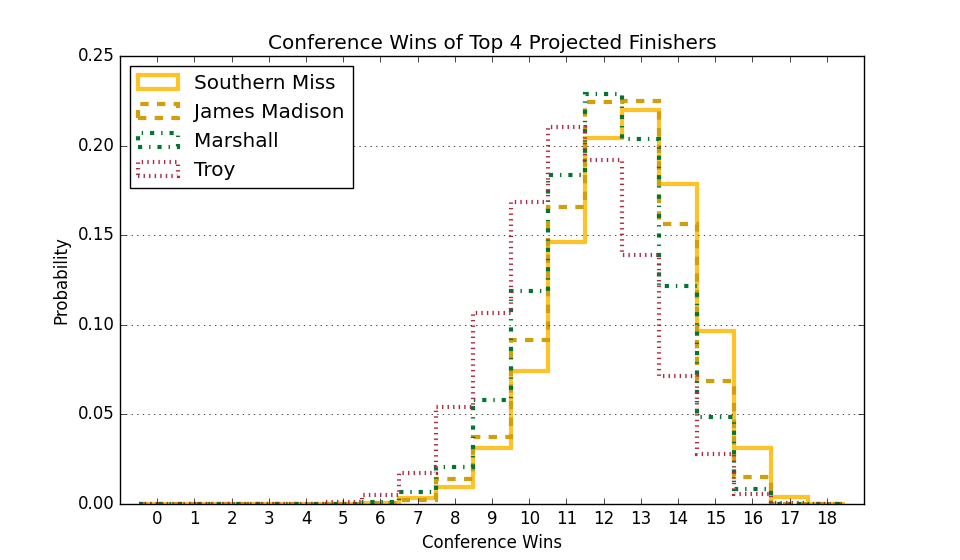 Conference Wins of Top 4 Projected Finishers
0.25
0.20
0.15
0.10
0.05
0.00
Probability
Southern Miss
James Madison
Marshall
Troy
0 1 2 3 4 5 6 7 8 9 10 11 12 13 14 15 16 17 18
Conference Wins